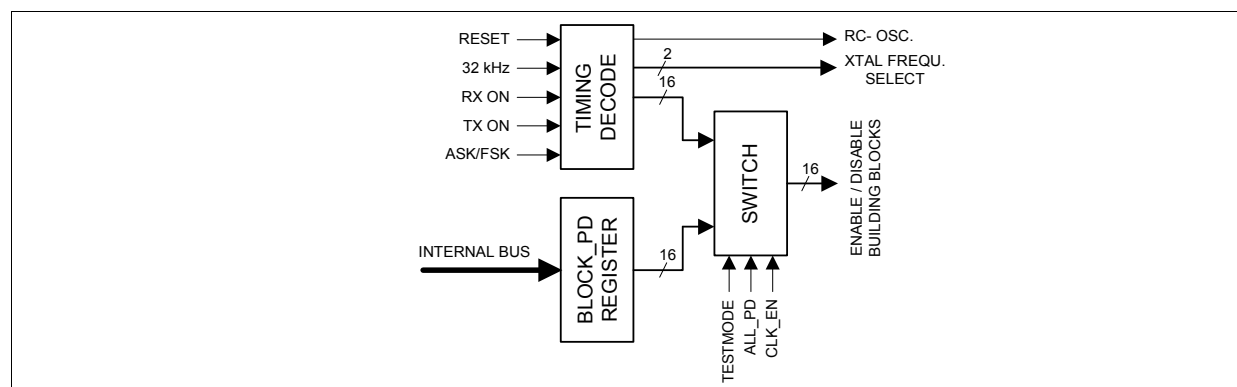 RESET
32 kHz
RX ON
TX ON
ASK/FSK
TIMING
DECODE
RC- OSC.
2
XTAL FREQU.
SELECT
16
SWITCH
16
ENABLE / DISABLE
BUILDING BLOCKS
INTERNAL BUS
BLOCK_PD
REGISTER
16
TESTMODE
ALL_PD
CLK_EN